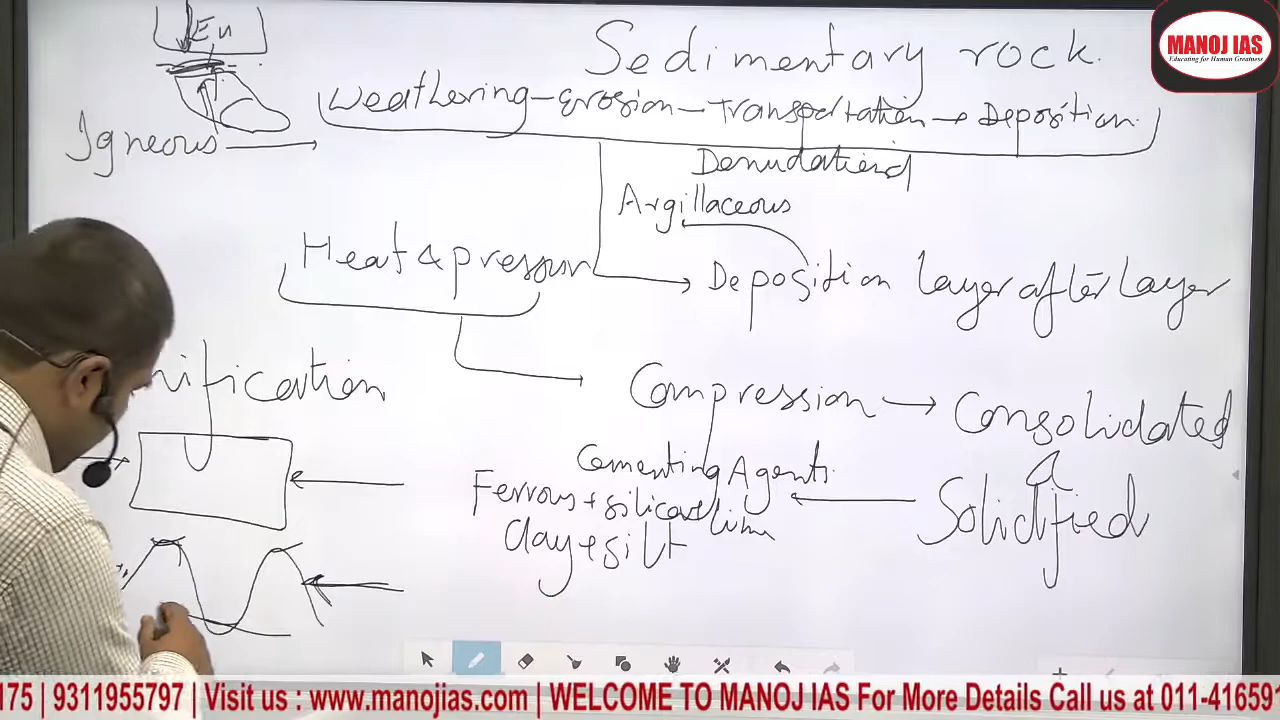 En
Sedimentary rock.
MANOJ IAS
Educating for Human Greatness
Weathering - Erosion - Transportation → Deposition.
Igneous
Denudational
Argillaceous
Heat & pressure
Deposition layer after layer
nification
Compression → Consolidated
&
Solidified
Cementing Agents.
Ferrous + silica lime
Clay + silt
175 | 9311955797 | Visit us : www.manojias.com | WELCOME TO MANOJ IAS For More Details Call us at 011-41659